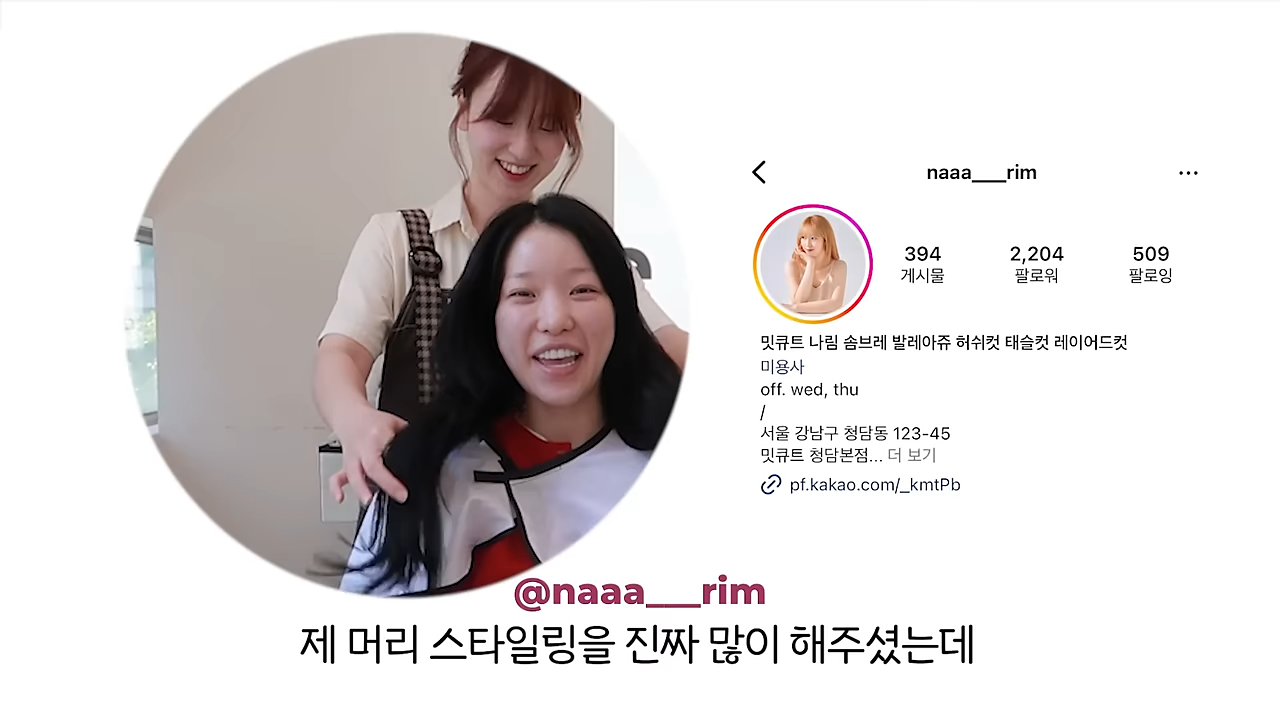 naaa___rim
394
2,204
509
게시물
팔로워
팔로잉
밋큐트 나림 솜브레 발레아쥬 허쉬컷 태슬컷 레이어드컷
미용사
off. wed, thu
/
서울 강남구 청담동 123-45
밋큐트 청담본점... 더 보기
pf.kakao.com/_kmtPb
@naaa___rim
제 머리 스타일링을 진짜 많이 해주셨는데